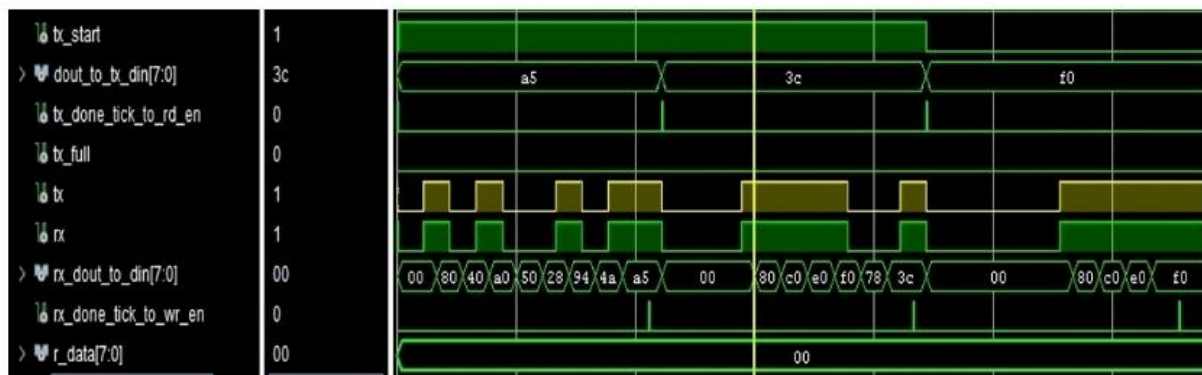 tx_start 1
dout_to_tx_din[7:0] 3c a5 3c f0
tx_done_tick_to_rd_en 0
tx_full 0
tx 1
rx 1
rx_dout_to_din[7:0] 00 00 80 40 a0 50 28 94 4a a5 00 80 c0 e0 f0 78 3c 00 80 c0 e0 f0
rx_done_tick_to_wr_en 0
r_data[7:0] 00 00